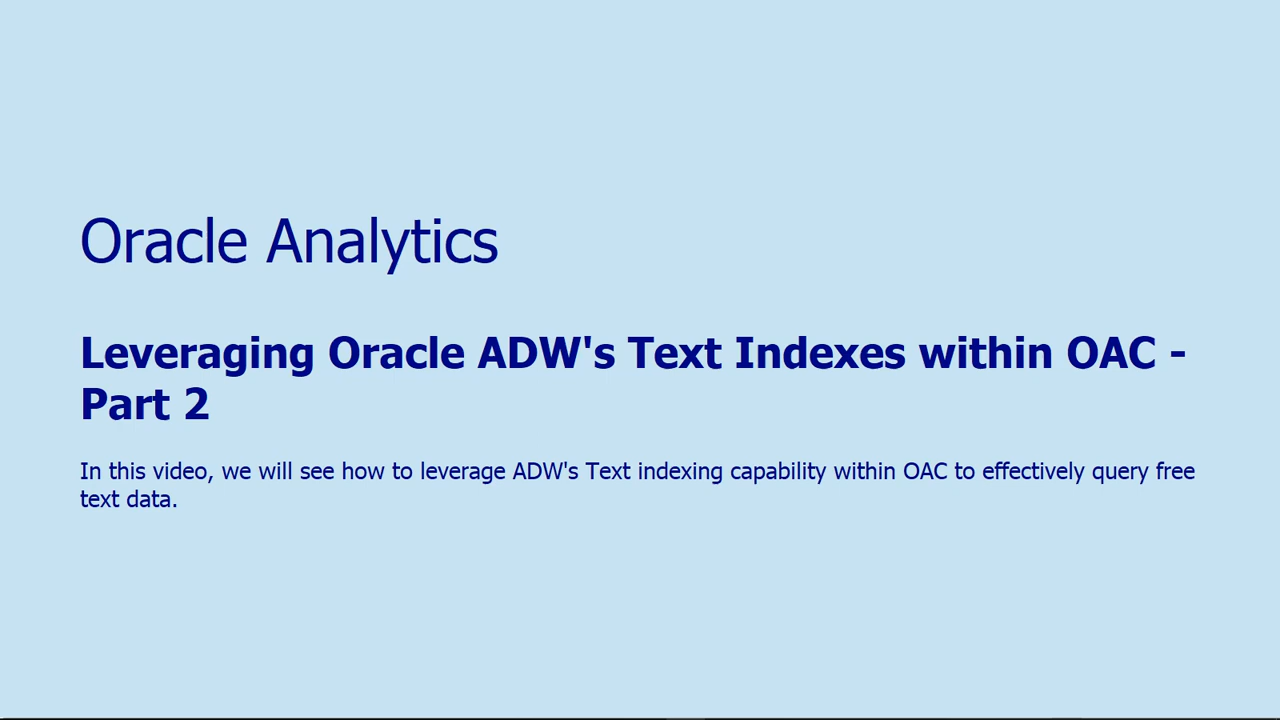 Oracle Analytics
Leveraging Oracle ADW's Text Indexes within OAC -
Part 2
In this video, we will see how to leverage ADW's Text indexing capability within OAC to effectively query free
text data.